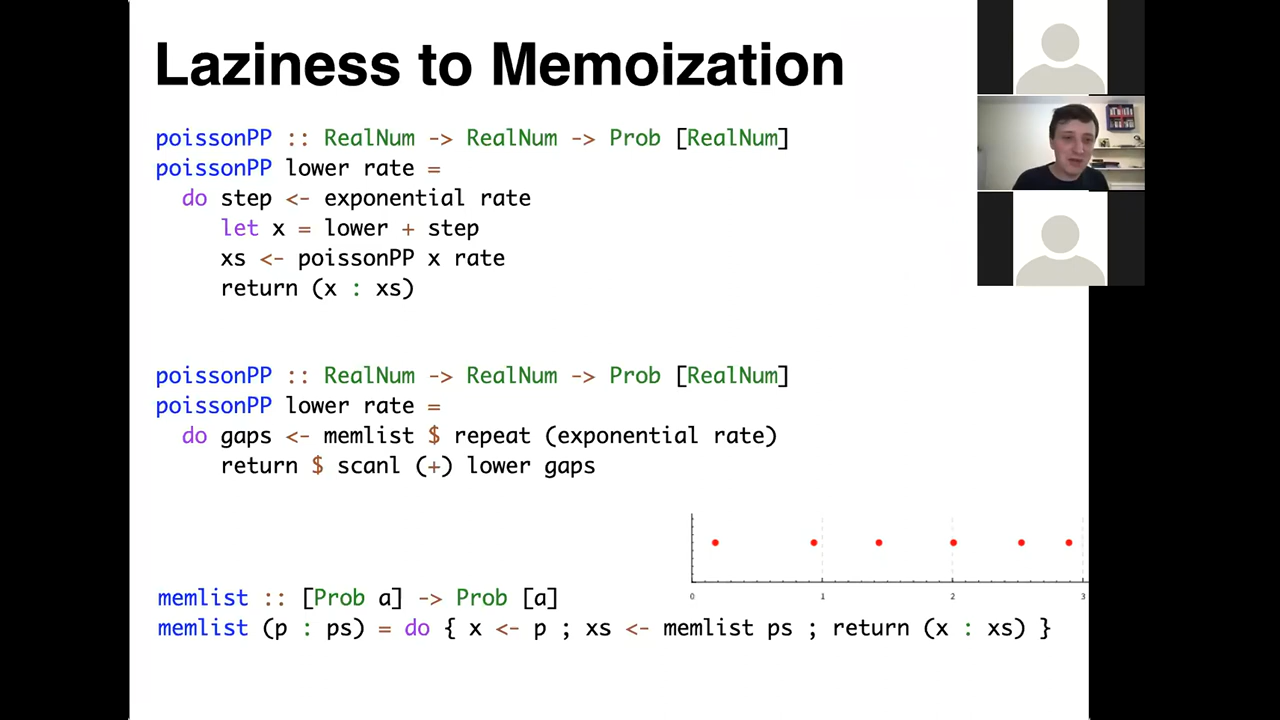 Laziness to Memoization
poissonPP :: RealNum -> RealNum -> Prob [RealNum]
poissonPP lower rate =
do step <- exponential rate
let x = lower + step
xs <- poissonPP x rate
return (x : xs)
poissonPP :: RealNum -> RealNum -> Prob [RealNum]
poissonPP lower rate =
do gaps <- memlist $ repeat (exponential rate)
return $ scanl (+) lower gaps
0 1 2 3
memlist :: [Prob a] -> Prob [a]
memlist (p : ps) = do { x <- p ; xs <- memlist ps ; return (x : xs) }